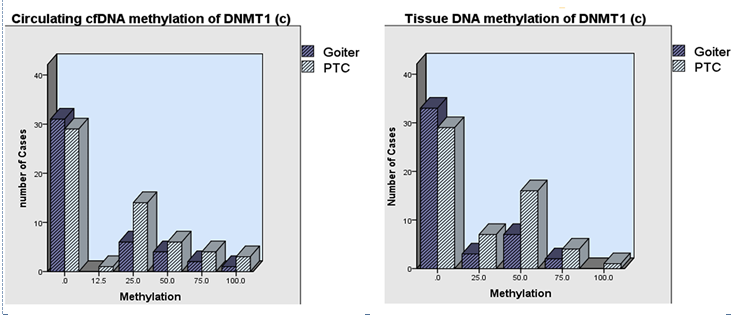 Circulating cfDNA methylation of DNMT1 (c)
Goiter
PTC
number of Cases
40
30
20
10
0
.0 12.5 25.0 50.0 75.0 100.0
Methylation
Tissue DNA methylation of DNMT1 (c)
Goiter
PTC
Number of Cases
40
30
20
10
0
.0 25.0 50.0 75.0 100.0
Methylation